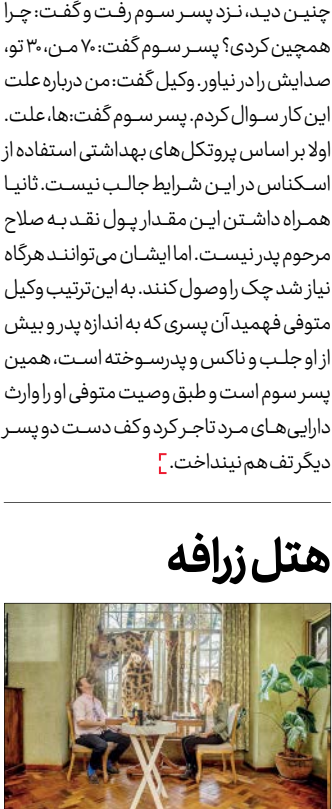 چنین دید، نزد پسر سوم رفت و گفت: چرا
همچین کردی؟ پسر سوم گفت: ۷۰ من، ۳۰ تو،
صدایش را در نیاور. وکیل گفت: من درباره علت
این کار سوال کردم. پسر سوم گفت: ها، علت.
اولا بر اساس پروتکل‌های بهداشتی استفاده از
اسکناس در این شرایط جالب نیست. ثانیا
همراه داشتن این مقدار پول نقد به صلاح
مرحوم پدر نیست. اما ایشان می‌توانند هرگاه
نیاز شد چک را وصول کنند. به این‌ترتیب وکیل
متوفی فهمید آن پسری که به اندازه پدر و بیش
از او جلب و ناکس و پدرسوخته است، همین
پسر سوم است و طبق وصیت متوفی او را وارث
دارایی‌های مرد تاجر کرد و کف دست دو پسر
دیگر تف هم نینداخت.
هتل زرافه